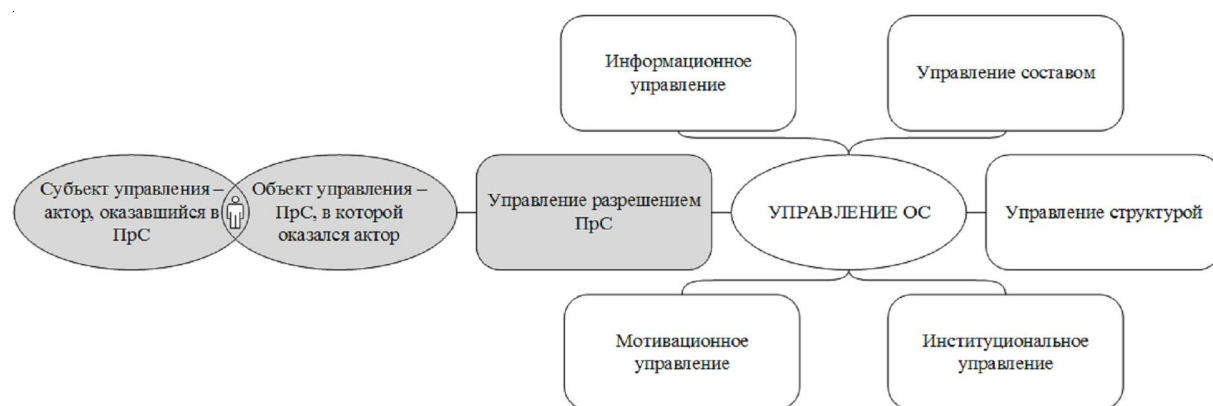 Информационное
управление
Управление составом
Субъект управления –
актор, оказавшийся в
ПрС
Объект управления –
ПрС, в которой
оказался актор
Управление разрешением
ПрС
УПРАВЛЕНИЕ ОС
Управление структурой
Мотивационное
управление
Институциональное
управление